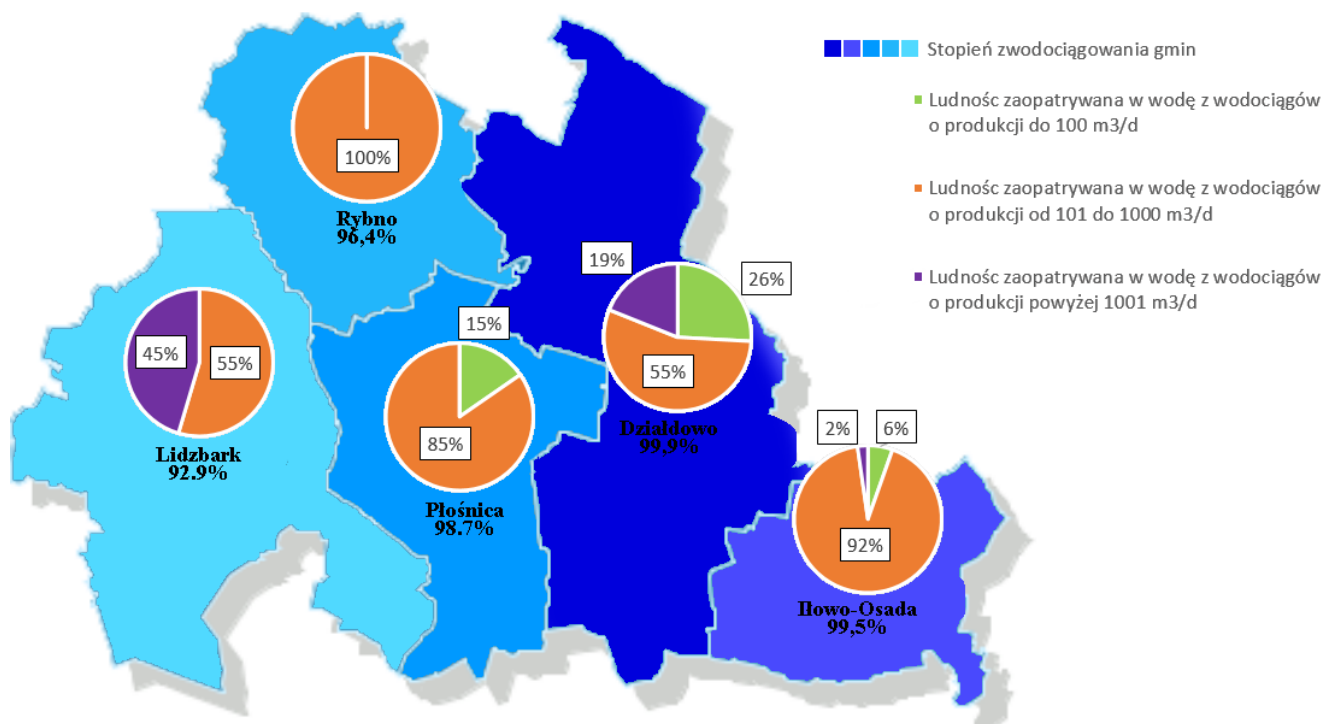 Stopień zwodociągowania gmin
Ludnośc zaopatrywana w wodę z wodociągów
o produkcji do 100 m3/d
Ludnośc zaopatrywana w wodę z wodociągów
o produkcji od 101 do 1000 m3/d
Ludnośc zaopatrywana w wodę z wodociągów
o produkcji powyżej 1001 m3/d
100%
Rybno
96,4%
45%
55%
Lidzbark
92.9%
15%
85%
Płośnica
98.7%
19%
26%
55%
Działdowo
99,9%
2%
6%
92%
Iłowo-Osada
99,5%